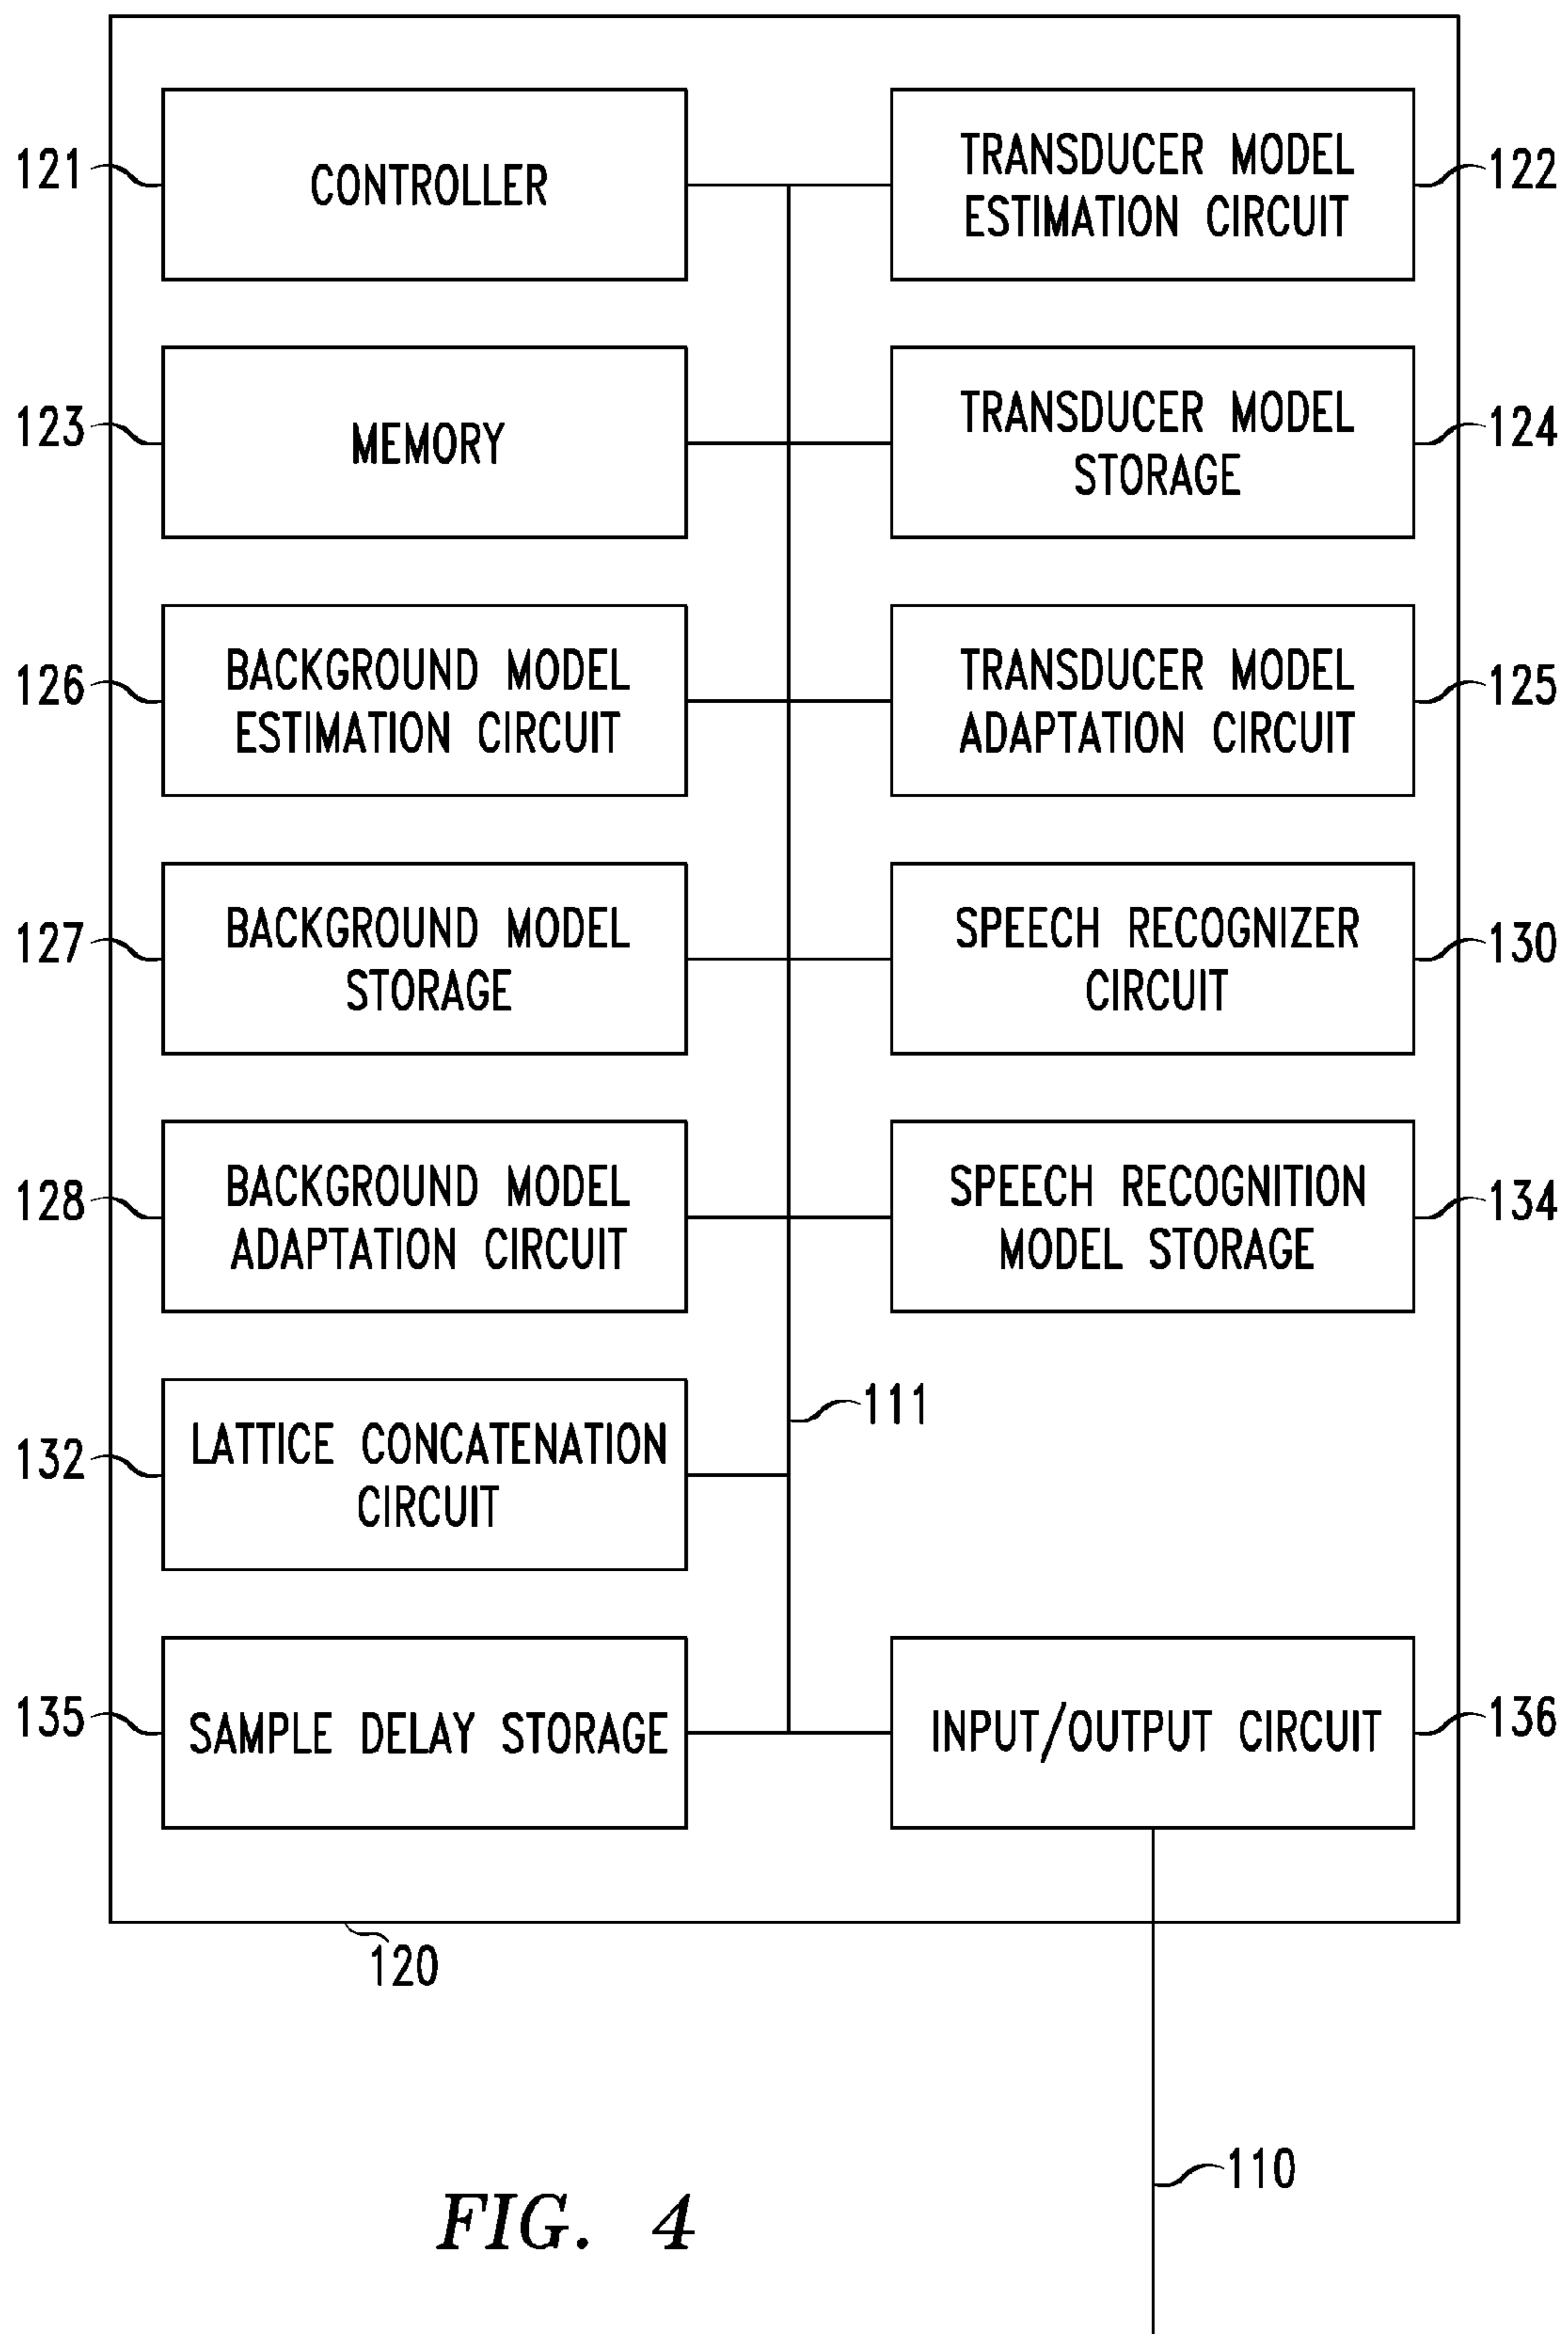 121
CONTROLLER
TRANSDUCER MODEL
ESTIMATION CIRCUIT
122
123
MEMORY
TRANSDUCER MODEL
STORAGE
124
126
BACKGROUND MODEL
ESTIMATION CIRCUIT
TRANSDUCER MODEL
ADAPTATION CIRCUIT
125
127
BACKGROUND MODEL
STORAGE
SPEECH RECOGNIZER
CIRCUIT
130
128
BACKGROUND MODEL
ADAPTATION CIRCUIT
SPEECH RECOGNITION
MODEL STORAGE
134
111
132
LATTICE CONCATENATION
CIRCUIT
135
SAMPLE DELAY STORAGE
INPUT/OUTPUT CIRCUIT
136
120
110
FIG. 4